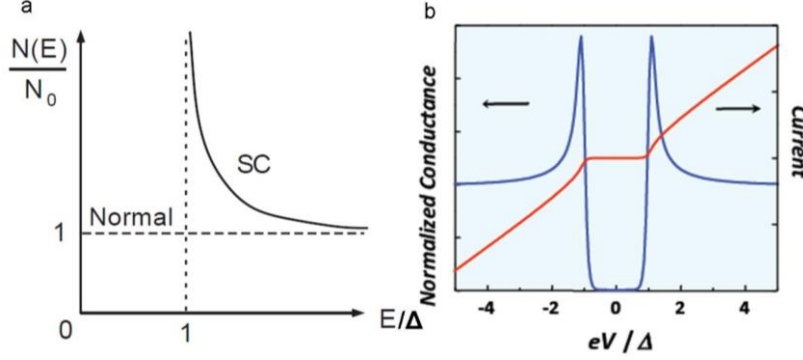 a
N(E)
N₀
SC
Normal
1
0
1
E/Δ
b
Normalized Conductance
Current
-4 -2 0 2 4
eV / Δ